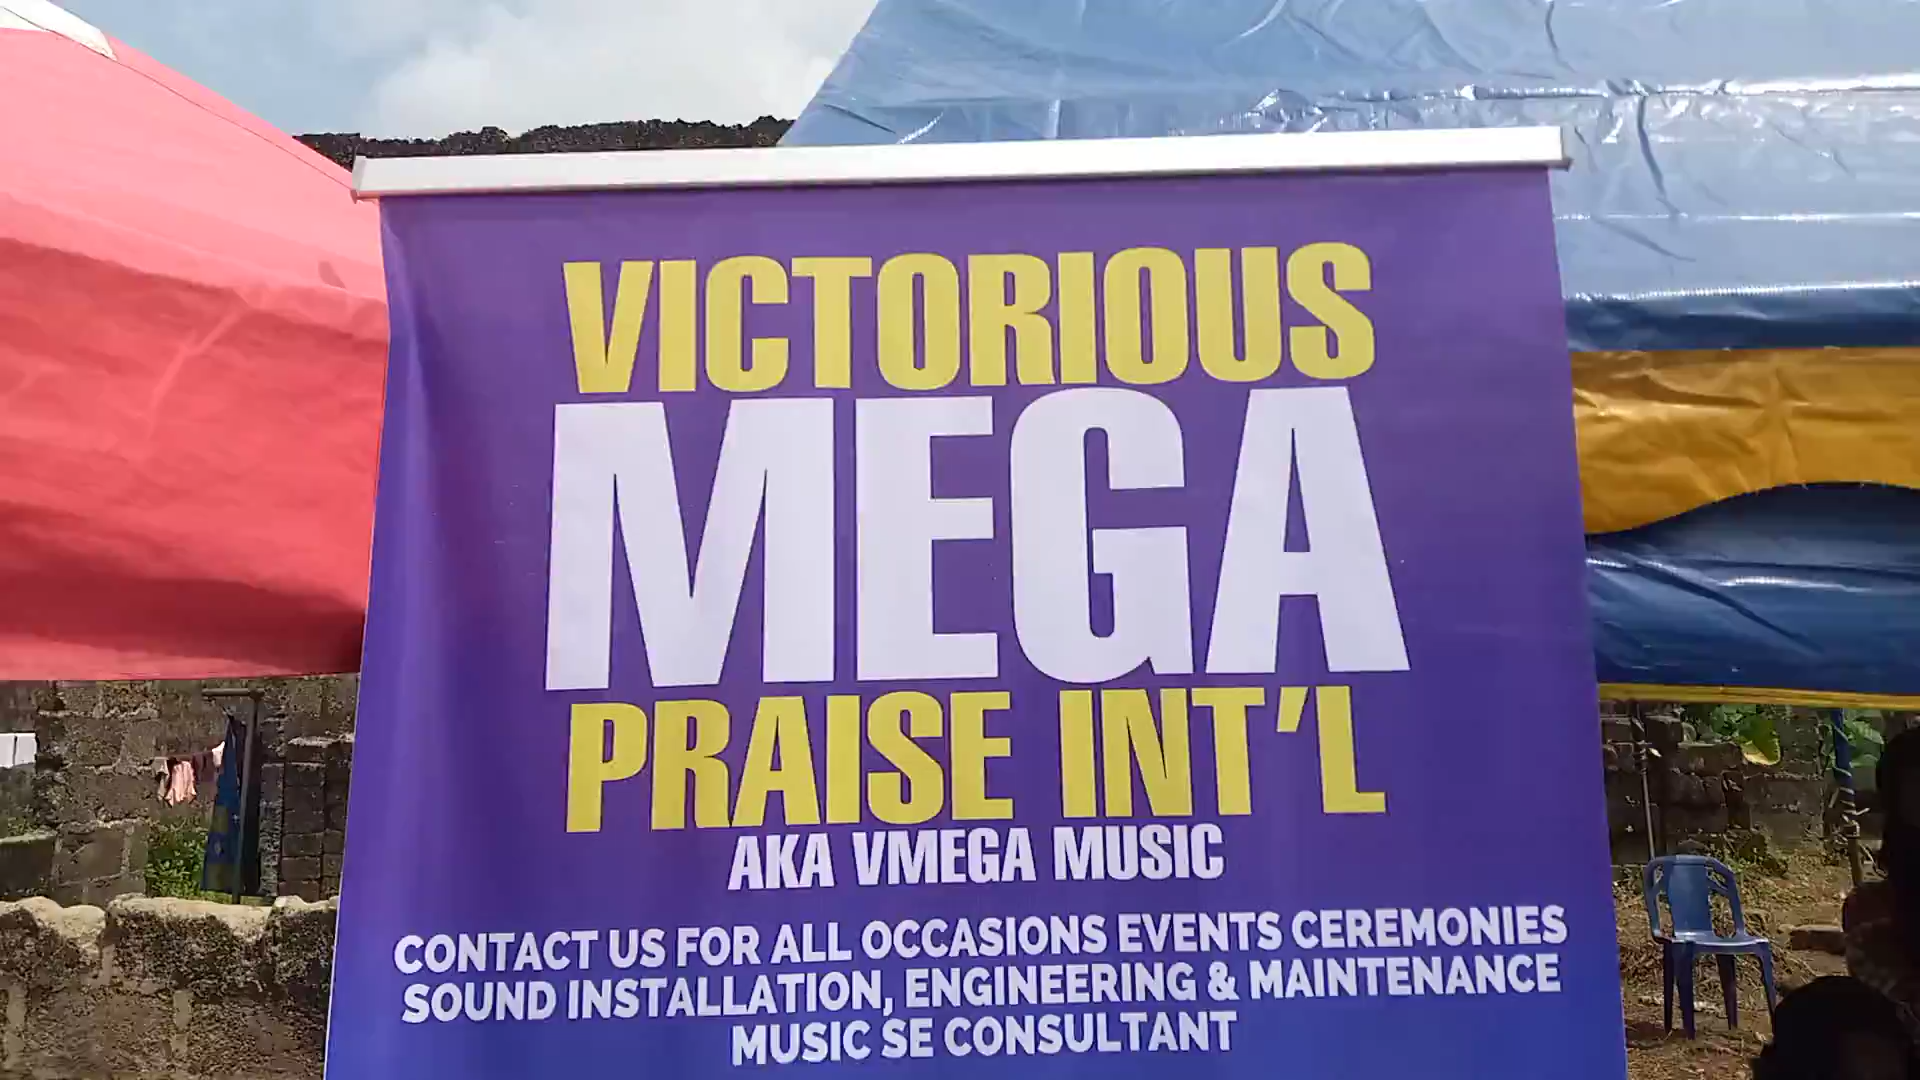 VICTORIOUS
MEGA
PRAISE INT'L
AKA VMEGA MUSIC
CONTACT US FOR ALL OCCASIONS EVENTS CEREMONIES
SOUND INSTALLATION, ENGINEERING & MAINTENANCE
MUSIC SE CONSULTANT